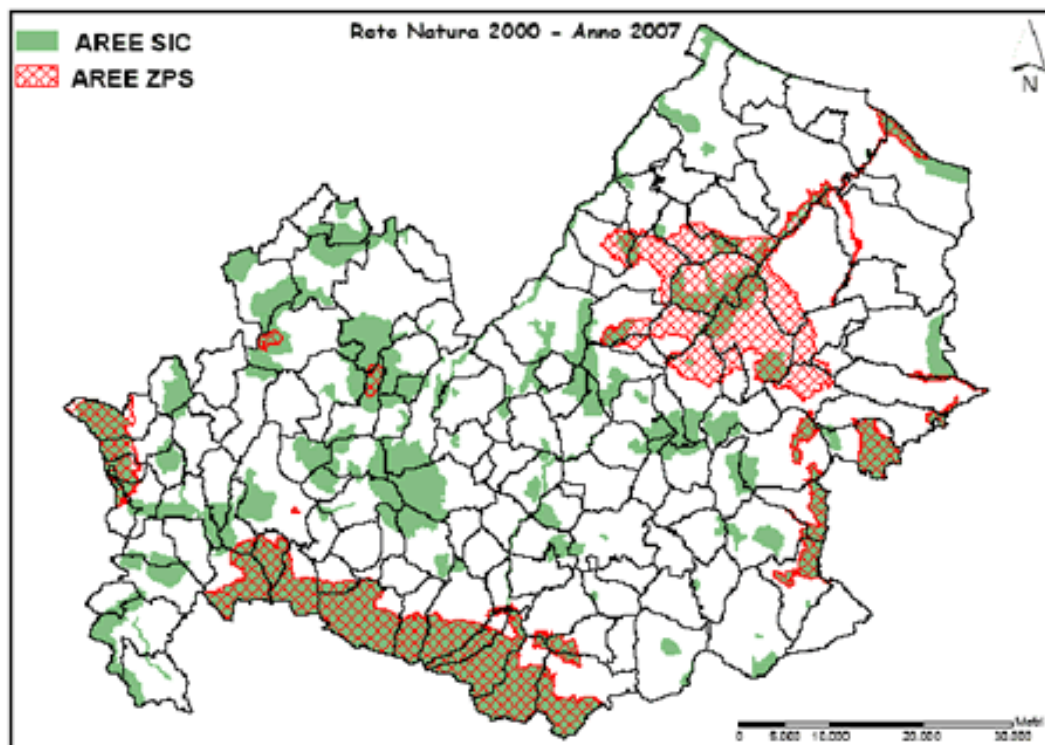 Rete Natura 2000 - Anno 2007
AREE SIC
AREE ZPS
N
Metri
0 5.000 10.000 20.000 30.000